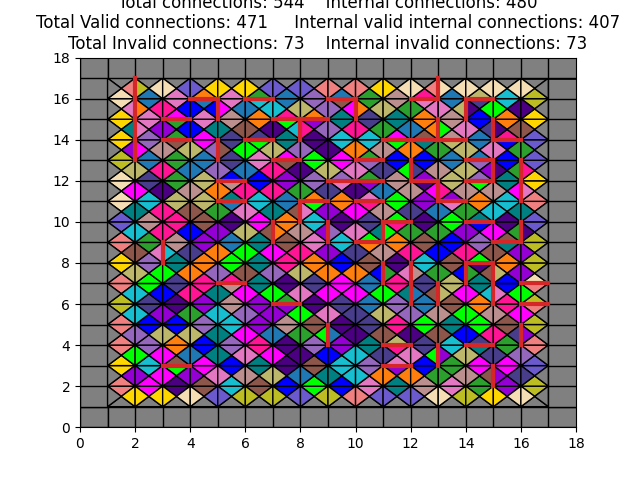 Total connections: 544    Internal connections: 480
Total Valid connections: 471    Internal valid internal connections: 407
Total Invalid connections: 73    Internal invalid connections: 73
18
16
14
12
10
8
6
4
2
0
0 2 4 6 8 10 12 14 16 18